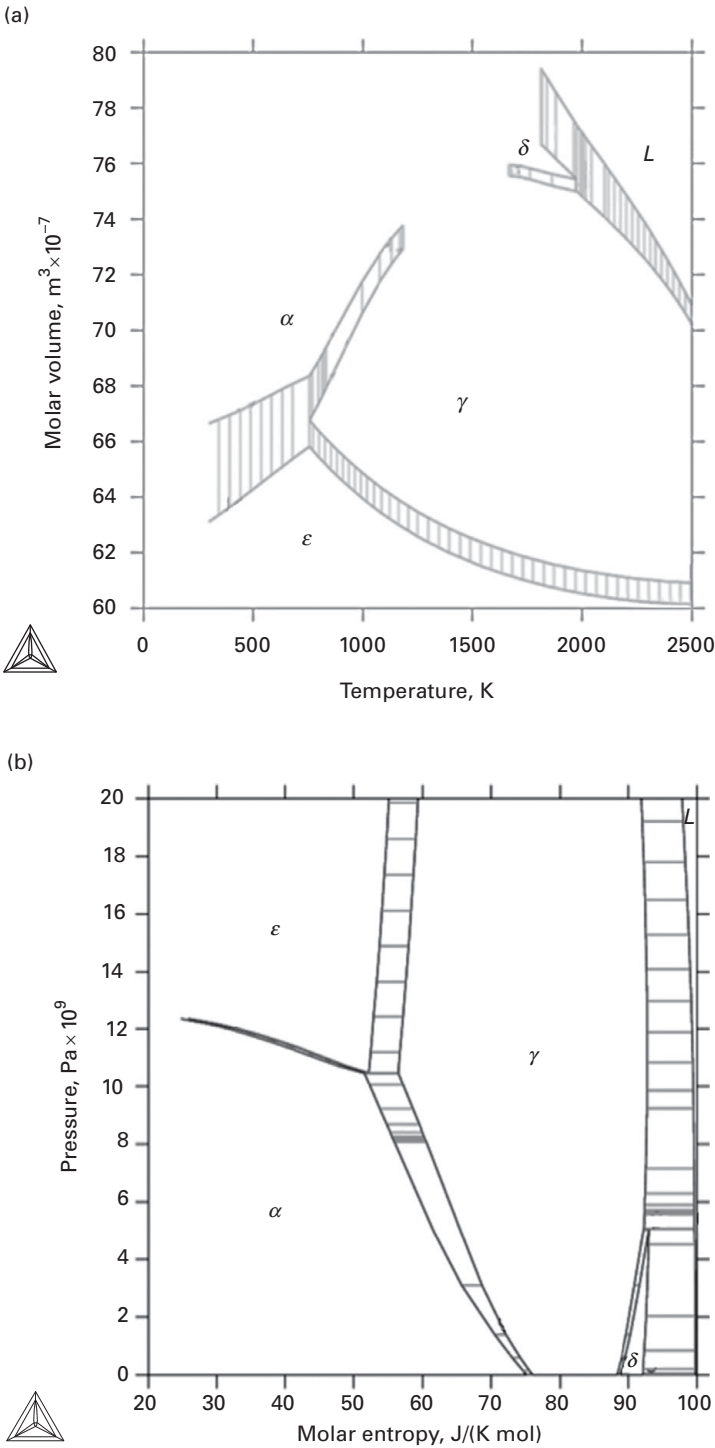 (a)
80
78
76
74
72
70
68
66
64
62
60
Molar volume, m³×10⁻⁷
δ
L
α
γ
ε
0 500 1000 1500 2000 2500
Temperature, K
(b)
20
18
16
14
12
10
8
6
4
2
0
Pressure, Pa × 10⁹
L
ε
γ
α
δ
20 30 40 50 60 70 80 90 100
Molar entropy, J/(K mol)